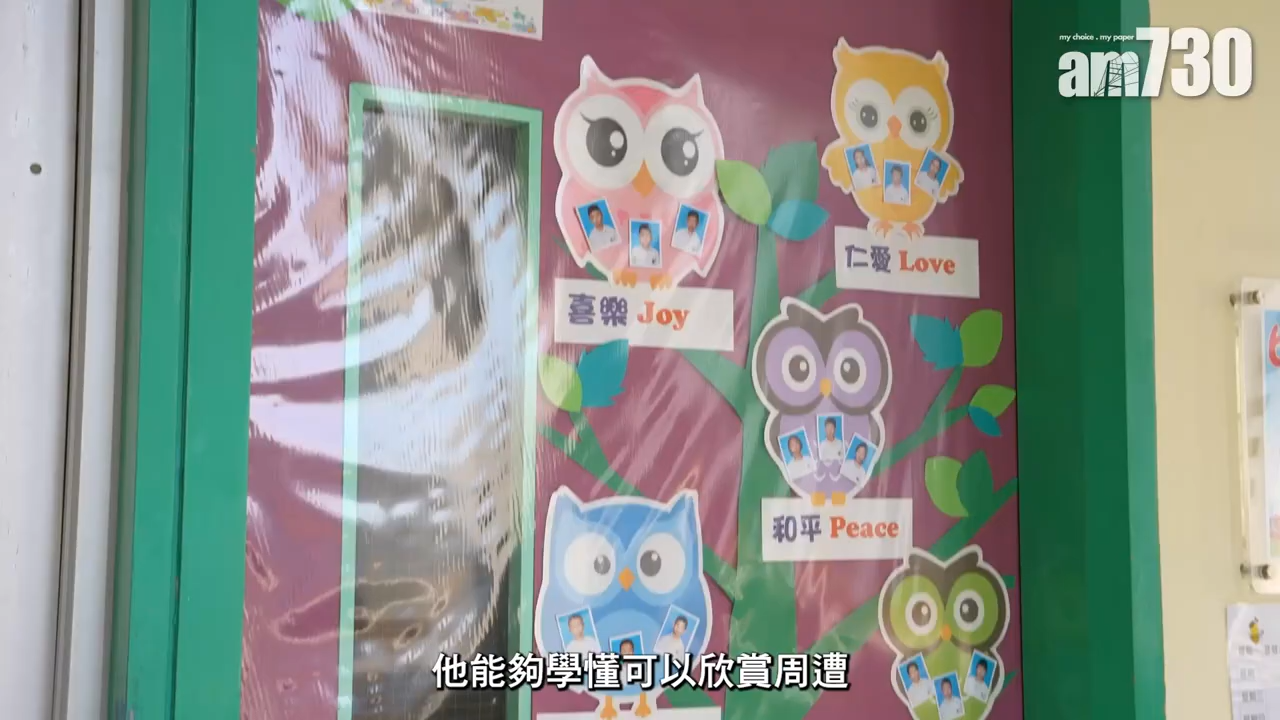 my choice . my paper
am730
仁愛 Love
喜樂 Joy
和平 Peace
他能夠學懂可以欣賞周遭